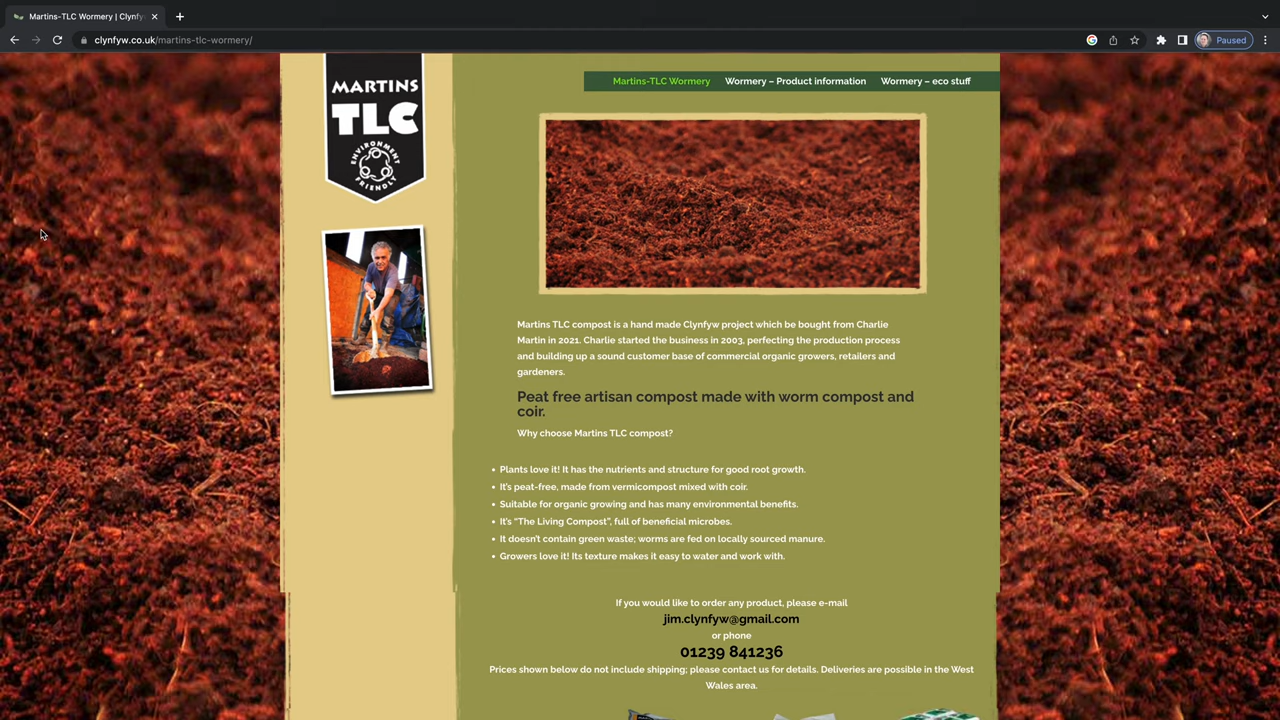 Martins-TLC Wormery | Clynfy
clynfyw.co.uk/martins-tlc-wormery/
Paused
MARTINS
TLC
ENVIRONMENT
FRIENDLY
Martins-TLC Wormery
Wormery – Product information
Wormery – eco stuff
Martins TLC compost is a hand made Clynfyw project which be bought from Charlie
Martin in 2021. Charlie started the business in 2003, perfecting the production process
and building up a sound customer base of commercial organic growers, retailers and
gardeners.
Peat free artisan compost made with worm compost and
coir.
Why choose Martins TLC compost?
• Plants love it! It has the nutrients and structure for good root growth.
• It's peat-free, made from vermicompost mixed with coir.
• Suitable for organic growing and has many environmental benefits.
• It's "The Living Compost", full of beneficial microbes.
• It doesn't contain green waste; worms are fed on locally sourced manure.
• Growers love it! Its texture makes it easy to water and work with.
If you would like to order any product, please e-mail
jim.clynfyw@gmail.com
or phone
01239 841236
Prices shown below do not include shipping; please contact us for details. Deliveries are possible in the West
Wales area.